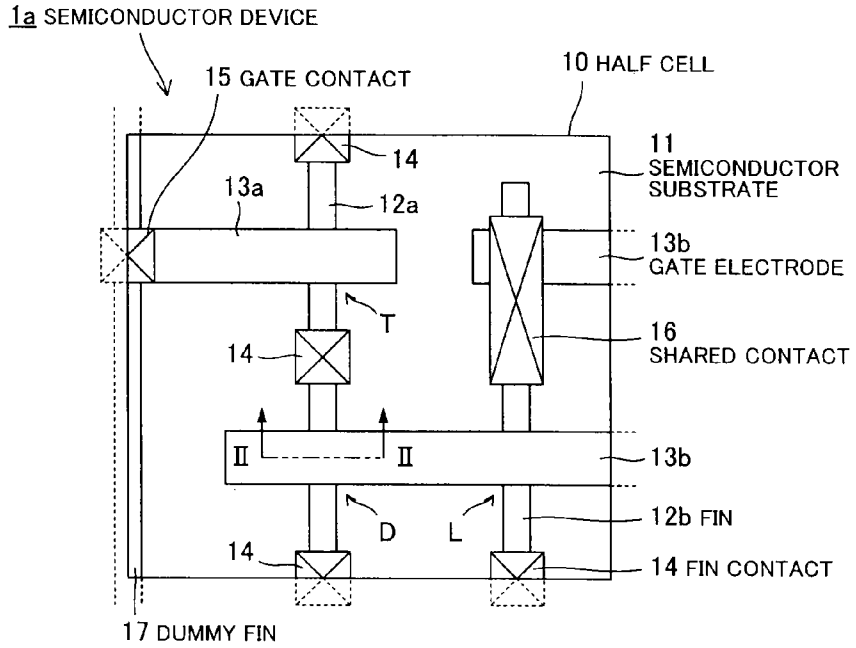 1a SEMICONDUCTOR DEVICE
15 GATE CONTACT
10 HALF CELL
14
11
SEMICONDUCTOR
SUBSTRATE
13a
12a
13b
GATE ELECTRODE
T
14
16
SHARED CONTACT
II
II
13b
D
L
12b FIN
14
14 FIN CONTACT
17 DUMMY FIN